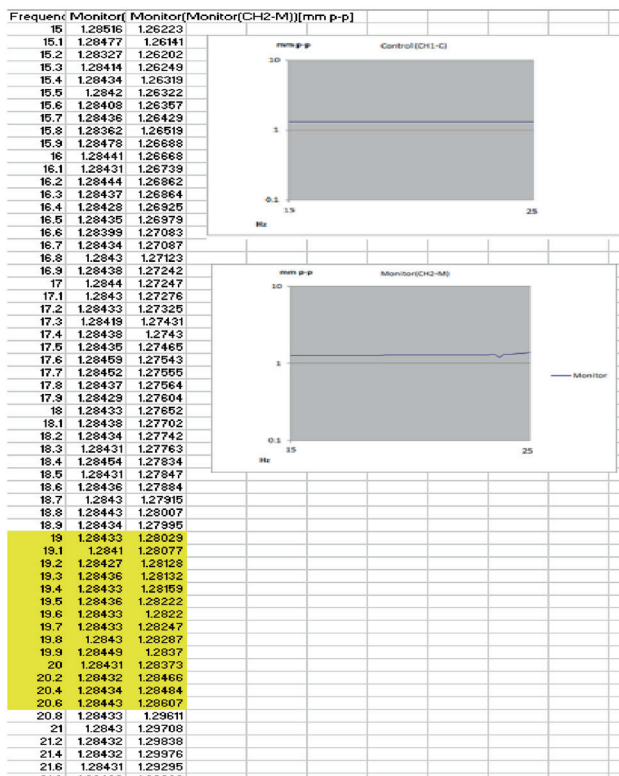 Frequenc Monitor( Monitor(Monitor(CH2-M))[mm p-p]
15 1.28516 1.26223
15.1 1.28477 1.26141
15.2 1.28327 1.26202
15.3 1.28414 1.26249
15.4 1.28434 1.26319
15.5 1.2842 1.26322
15.6 1.28408 1.26357
15.7 1.28436 1.26429
15.8 1.28362 1.26519
15.9 1.28478 1.26688
16 1.28441 1.26668
16.1 1.28431 1.26739
16.2 1.28444 1.26862
16.3 1.28437 1.26864
16.4 1.28428 1.26925
16.5 1.28435 1.26979
16.6 1.28399 1.27083
16.7 1.28434 1.27087
16.8 1.2843 1.27123
16.9 1.28438 1.27242
17 1.2844 1.27247
17.1 1.2843 1.27276
17.2 1.28433 1.27325
17.3 1.28419 1.27431
17.4 1.28438 1.2743
17.5 1.28435 1.27465
17.6 1.28459 1.27543
17.7 1.28452 1.27555
17.8 1.28437 1.27564
17.9 1.28429 1.27604
18 1.28433 1.27652
18.1 1.28438 1.27702
18.2 1.28434 1.27742
18.3 1.28431 1.27763
18.4 1.28454 1.27834
18.5 1.28431 1.27847
18.6 1.28436 1.27884
18.7 1.2843 1.27915
18.8 1.28443 1.28007
18.9 1.28434 1.27995
19 1.28433 1.28029
19.1 1.2841 1.28077
19.2 1.28427 1.28128
19.3 1.28436 1.28132
19.4 1.28433 1.28159
19.5 1.28436 1.28222
19.6 1.28433 1.2822
19.7 1.28433 1.28247
19.8 1.2843 1.28287
19.9 1.28449 1.2837
20 1.28431 1.28373
20.2 1.28432 1.28466
20.4 1.28434 1.28484
20.6 1.28443 1.28607
20.8 1.28433 1.29611
21 1.2843 1.29708
21.2 1.28432 1.29838
21.4 1.28432 1.29976
21.6 1.28431 1.29295
mm p-p Control (CH1-C)
10
1
0.1
15 25
Hz
mm p-p Monitor(CH2-M)
10
1
Monitor
0.1
15 25
Hz